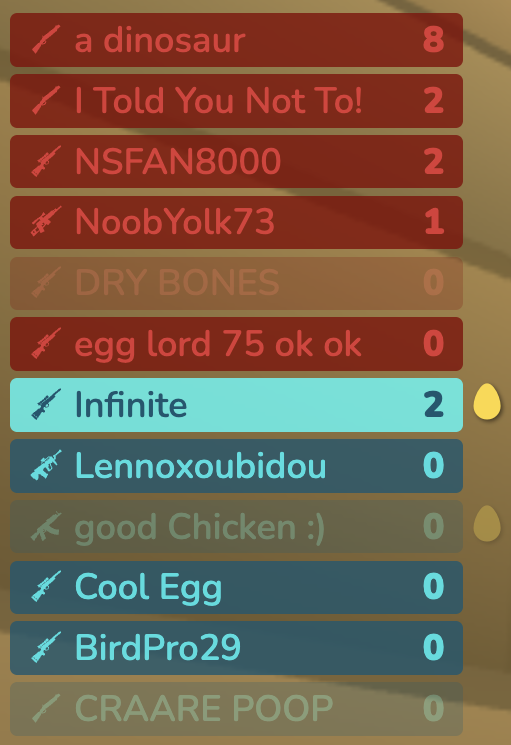 a dinosaur 8
I Told You Not To! 2
NSFAN8000 2
NoobYolk73 1
DRY BONES 0
egg lord 75 ok ok 0
Infinite 2
Lennoxoubidou 0
good Chicken :) 0
Cool Egg 0
BirdPro29 0
CRAARE POOP 0